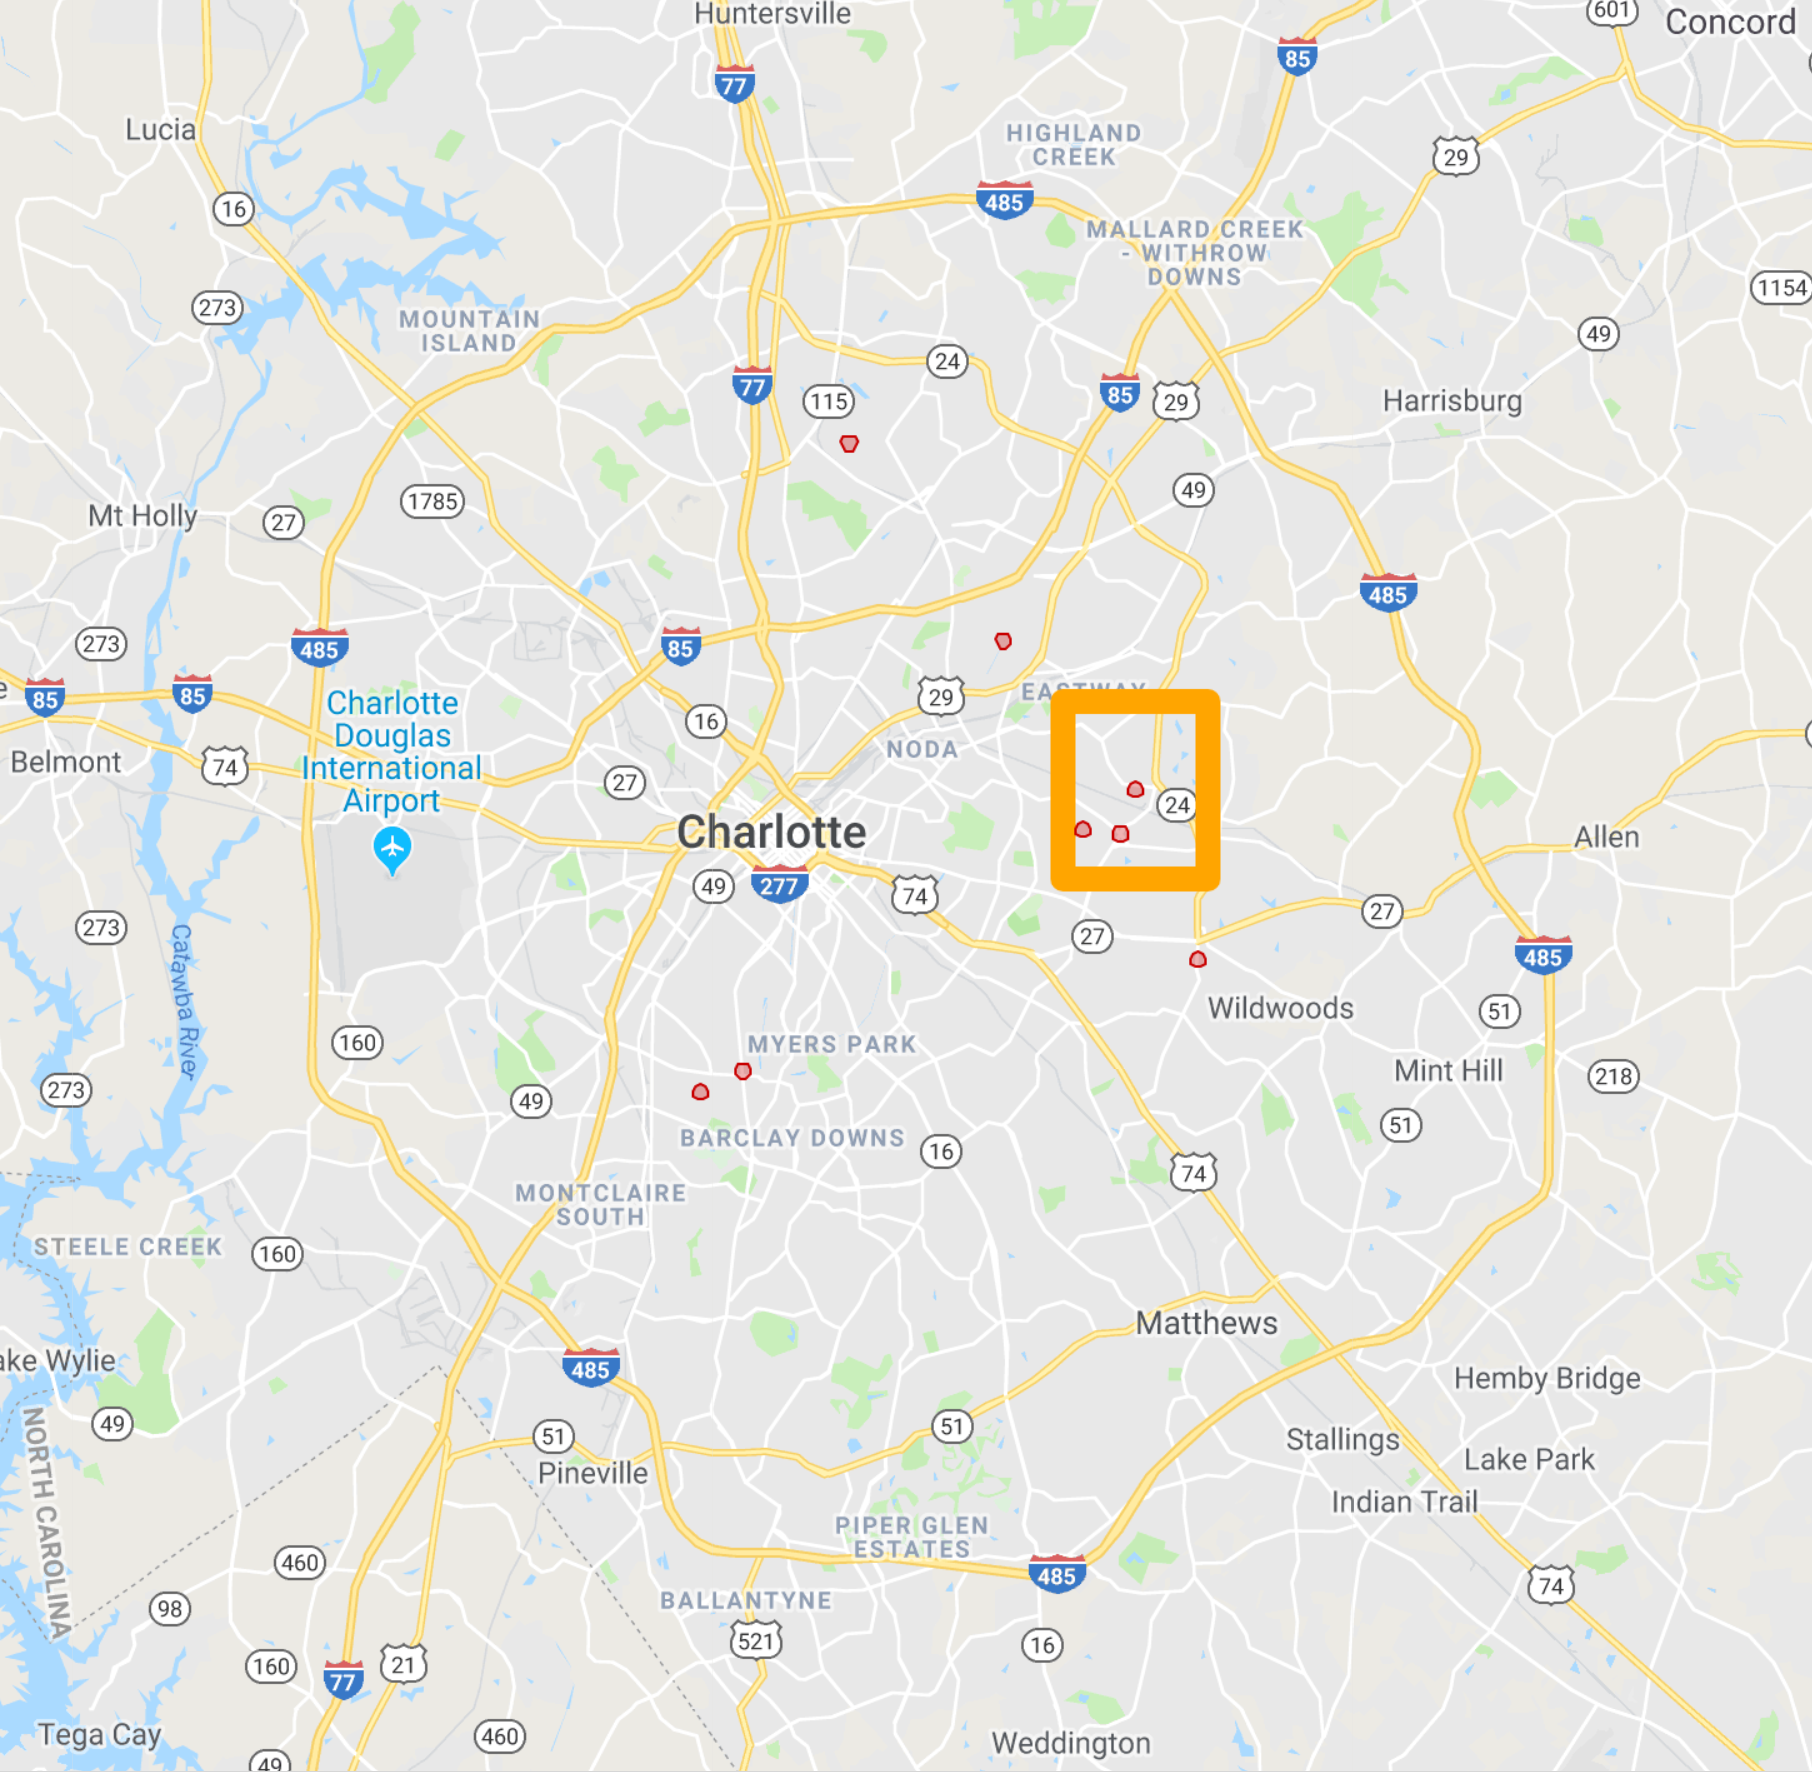 Huntersville
601
Concord
77
85
Lucia
HIGHLAND
CREEK
29
16
485
MALLARD CREEK
- WITHROW
DOWNS
273
1154
MOUNTAIN
ISLAND
49
24
77
115
85
29
Harrisburg
Mt Holly
27
1785
49
485
273
485
85
85
85
Charlotte
Douglas
International
Airport
29
EASTWAY
16
NODA
Belmont
74
27
24
Charlotte
Allen
49
277
74
27
273
27
485
Catawba River
Wildwoods
51
160
MYERS PARK
Mint Hill
218
273
49
51
BARCLAY DOWNS
16
74
MONTCLAIRE
SOUTH
STEELE CREEK
160
Matthews
ake Wylie
485
Hemby Bridge
49
51
51
Stallings
Pineville
Lake Park
NORTH CAROLINA
Indian Trail
PIPER GLEN
ESTATES
460
485
74
98
BALLANTYNE
521
16
160
77
21
Tega Cay
460
Weddington
49